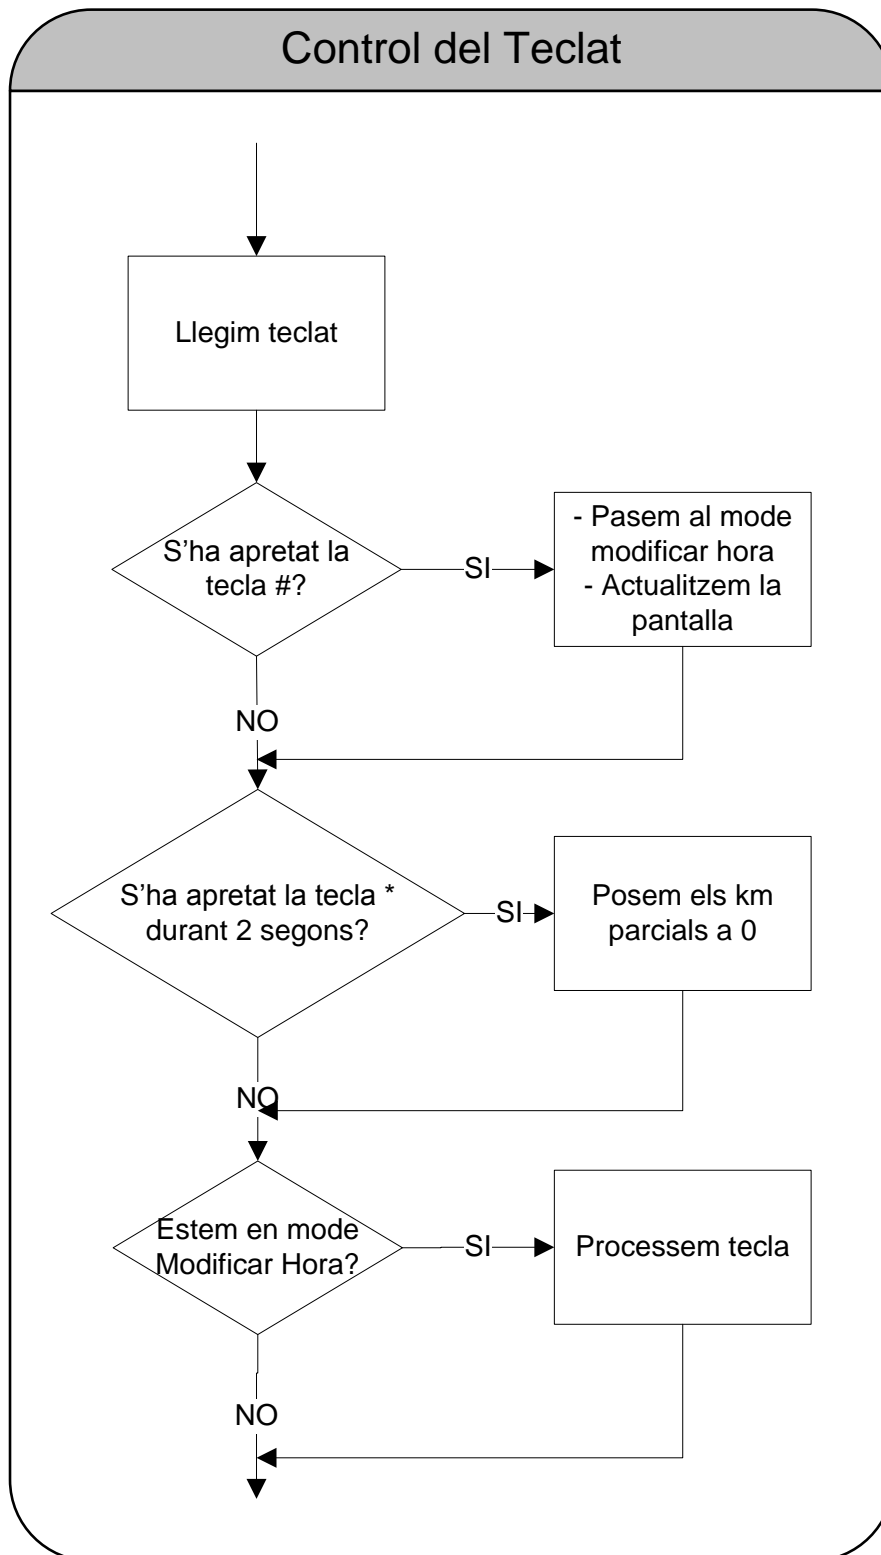 Control del Teclat
Llegim teclat
S’ha apretat la
tecla #?
SI
- Pasem al mode
modificar hora
- Actualitzem la
pantalla
NO
S’ha apretat la tecla *
durant 2 segons?
SI
Posem els km
parcials a 0
NO
Estem en mode
Modificar Hora?
SI
Processem tecla
NO